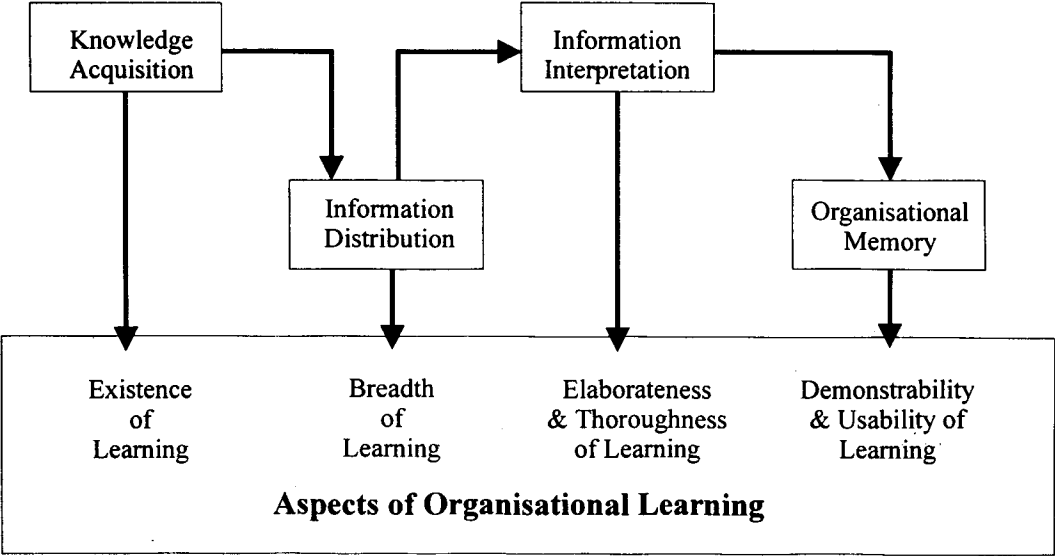 Knowledge
Acquisition
Information
Interpretation
Information
Distribution
Organisational
Memory
Existence
of
Learning
Breadth
of
Learning
Elaborateness
& Thoroughness
of Learning
Demonstrability
& Usability of
Learning
Aspects of Organisational Learning